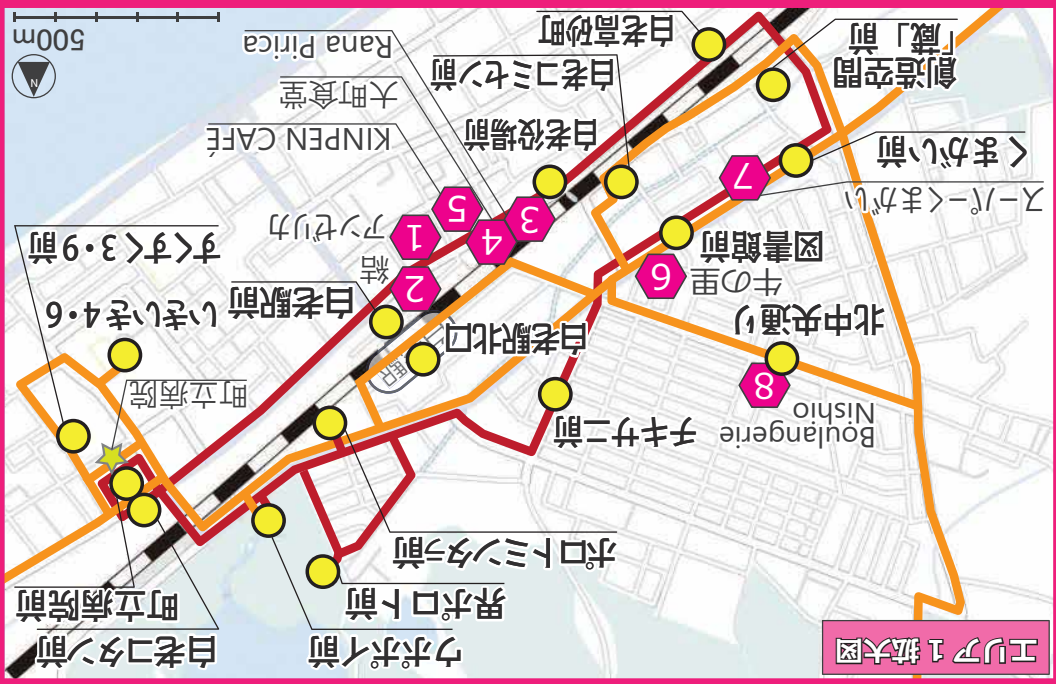 エリア1 拡大図
ウポポイ前
白老コタン前
界ポロト前
町立病院前
ポロトミンタラ前
Boulangerie
Nishio
8
チキサニ前
町立病院
北中央通り
白老駅北口
駅
いきいき4・6
白老駅前
2
結
牛の里
6
図書館前
すくすく3・9前
1
アンゼリカ
4
3
5
スーパーくまがい
7
くまがい前
KINPEN CAFÉ
白老役場前
大町食堂
白老コミセン前
創造空間
「蔵」前
Rana Pirica
白老高砂町
N
500m